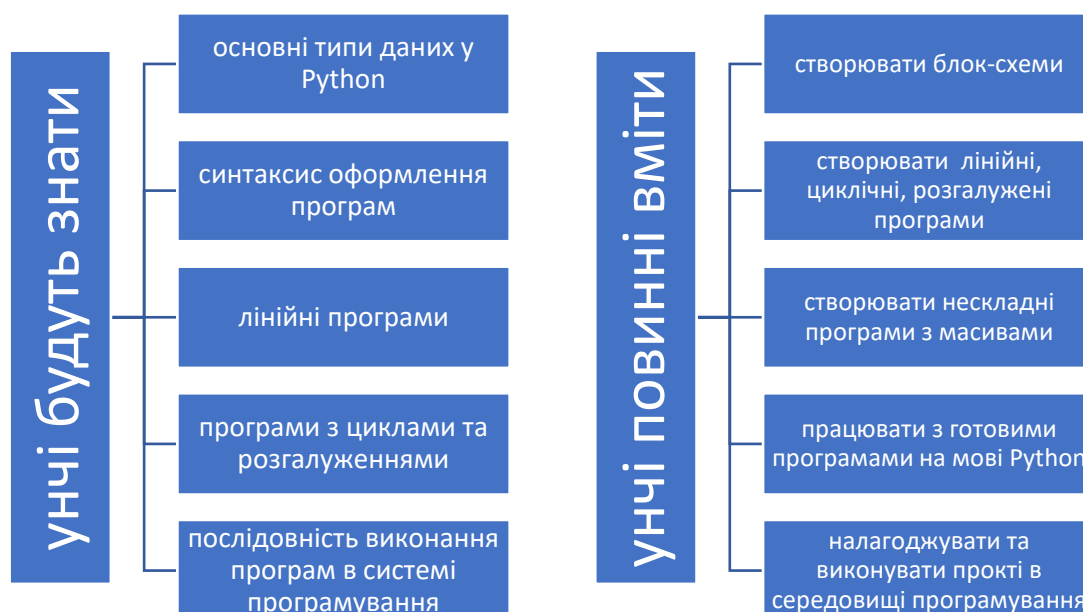 унчі будуть знати
основні типи даних у
Python
синтаксис оформлення
програм
лінійні програми
програми з циклами та
розгалуженнями
послідовність виконання
програм в системі
програмування
унчі повинні вміти
створювати блок-схеми
створювати лінійні,
циклічні, розгалужені
програми
створювати нескладні
програми з масивами
працювати з готовими
програмами на мові Python
налагоджувати та
виконувати прокті в
середовищі програмування